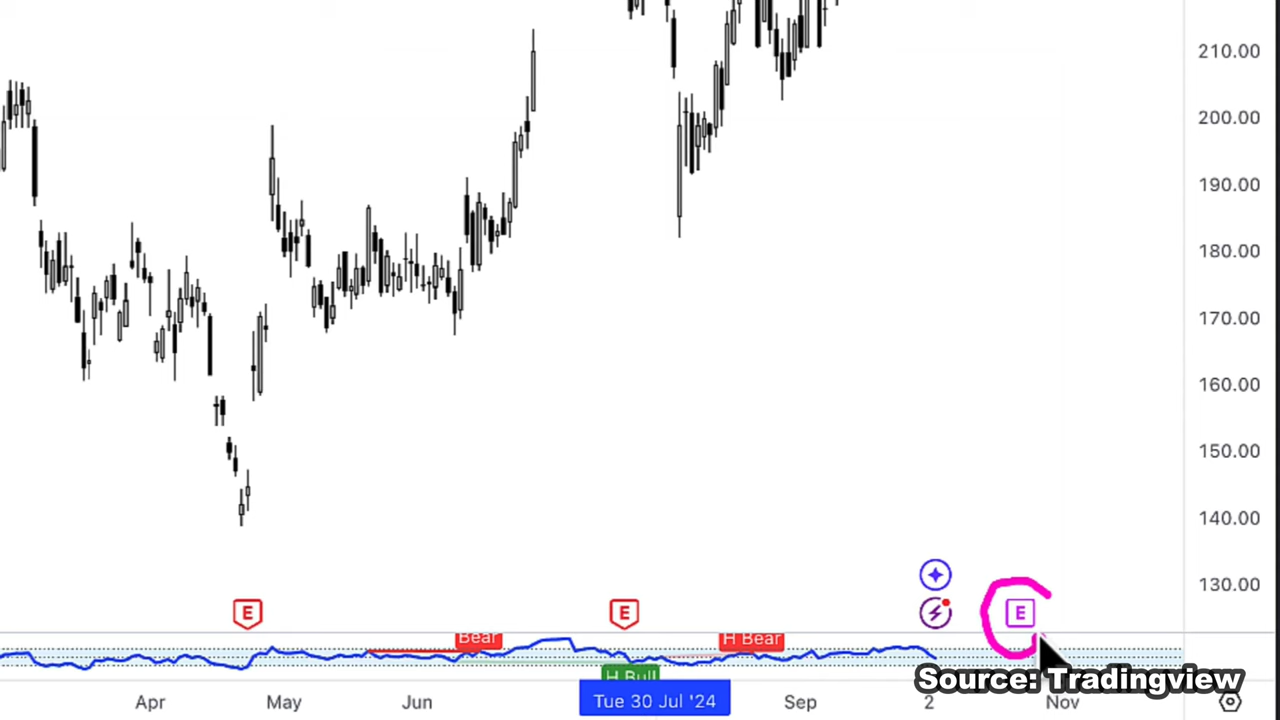 210.00
200.00
190.00
180.00
170.00
160.00
150.00
140.00
130.00
E
E
E
Bear
H Bear
H Bull
Source: Tradingview
Apr
May
Jun
Tue 30 Jul '24
Sep
2
Nov